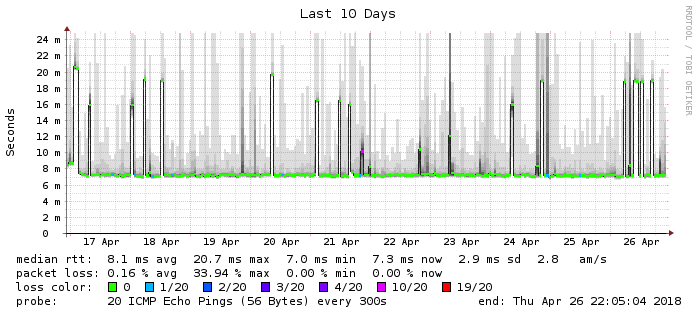 Last 10 Days
RRDTOOL / TOBI OETIKER
Seconds
24 m
22 m
20 m
18 m
16 m
14 m
12 m
10 m
8 m
6 m
4 m
2 m
0
17 Apr 18 Apr 19 Apr 20 Apr 21 Apr 22 Apr 23 Apr 24 Apr 25 Apr 26 Apr
median rtt: 8.1 ms avg 20.7 ms max 7.0 ms min 7.3 ms now 2.9 ms sd 2.8 am/s
packet loss: 0.16 % avg 33.94 % max 0.00 % min 0.00 % now
loss color: 0 1/20 2/20 3/20 4/20 10/20 19/20
probe: 20 ICMP Echo Pings (56 Bytes) every 300s end: Thu Apr 26 22:05:04 2018